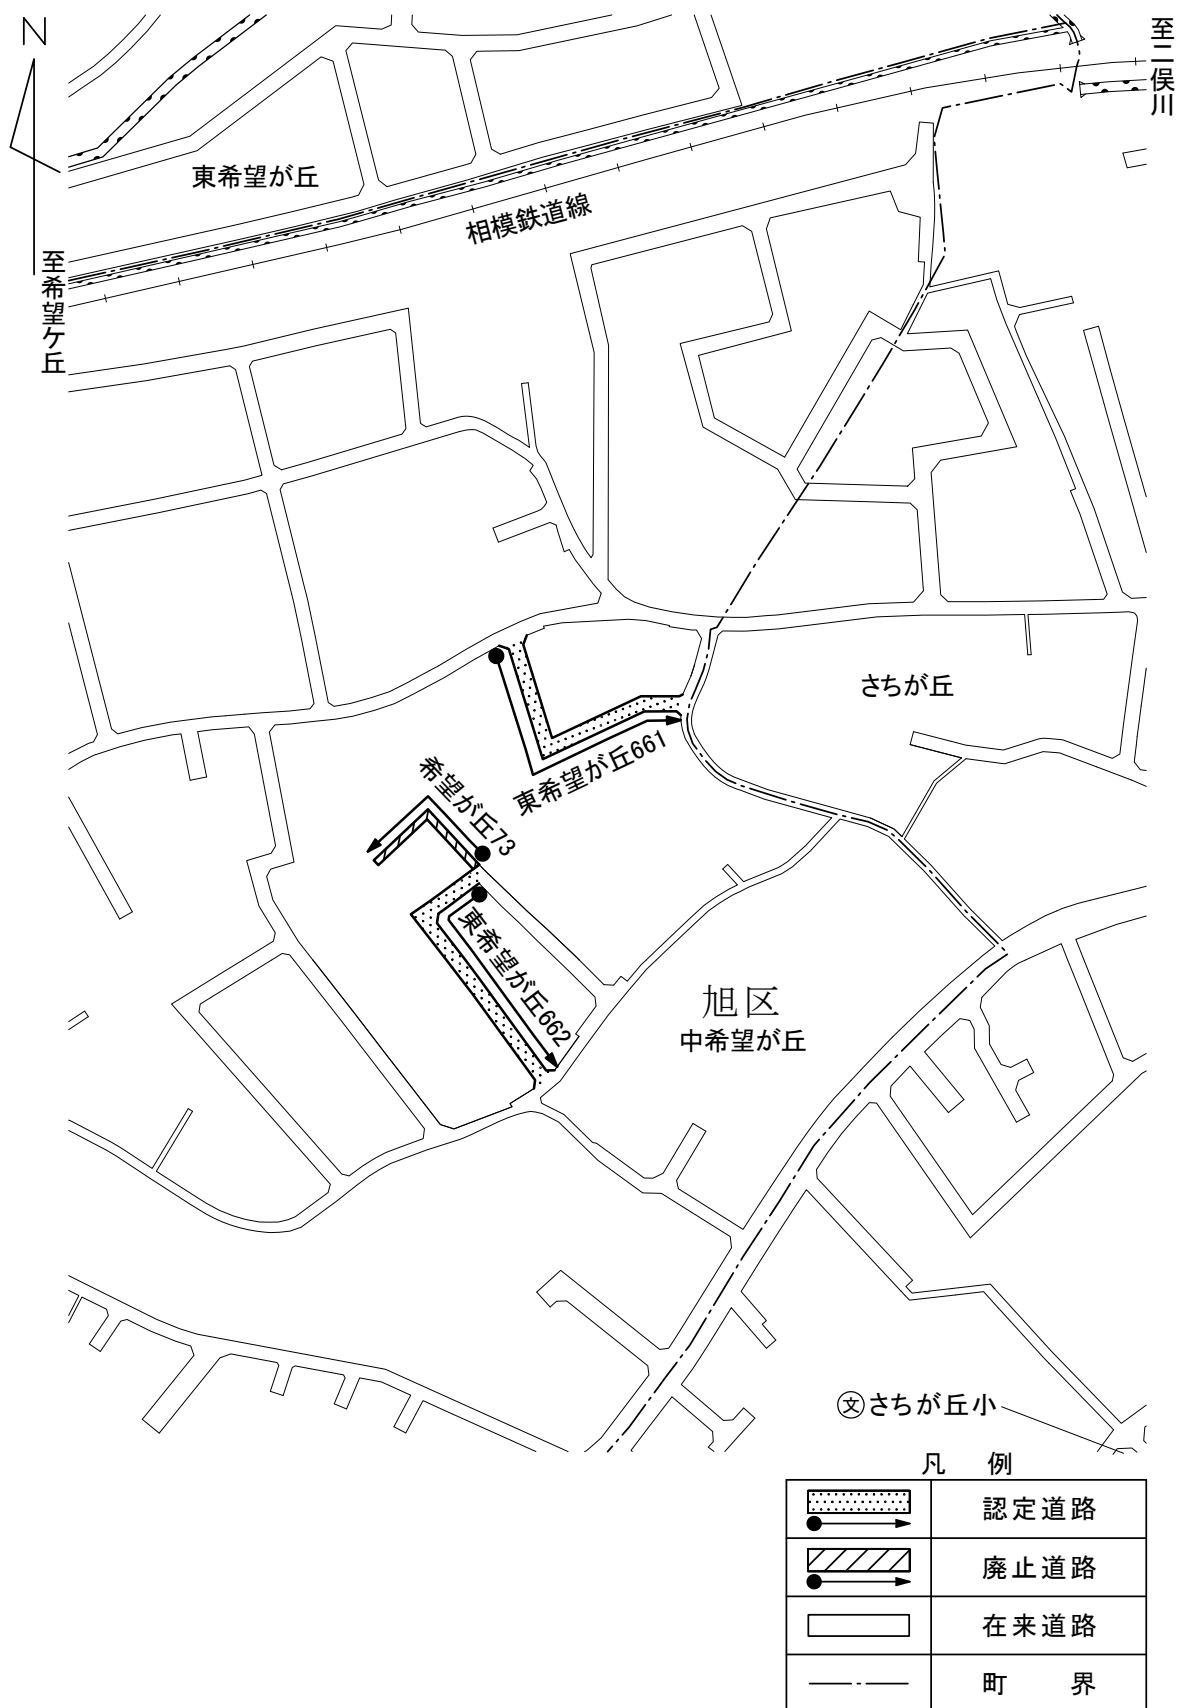 N
至二俣川
東希望が丘
相模鉄道線
至希望ケ丘
さちが丘
東希望が丘661
希望が丘73
東希望が丘662
旭区
中希望が丘
文さちが丘小
凡 例
認定道路
廃止道路
在来道路
町 界